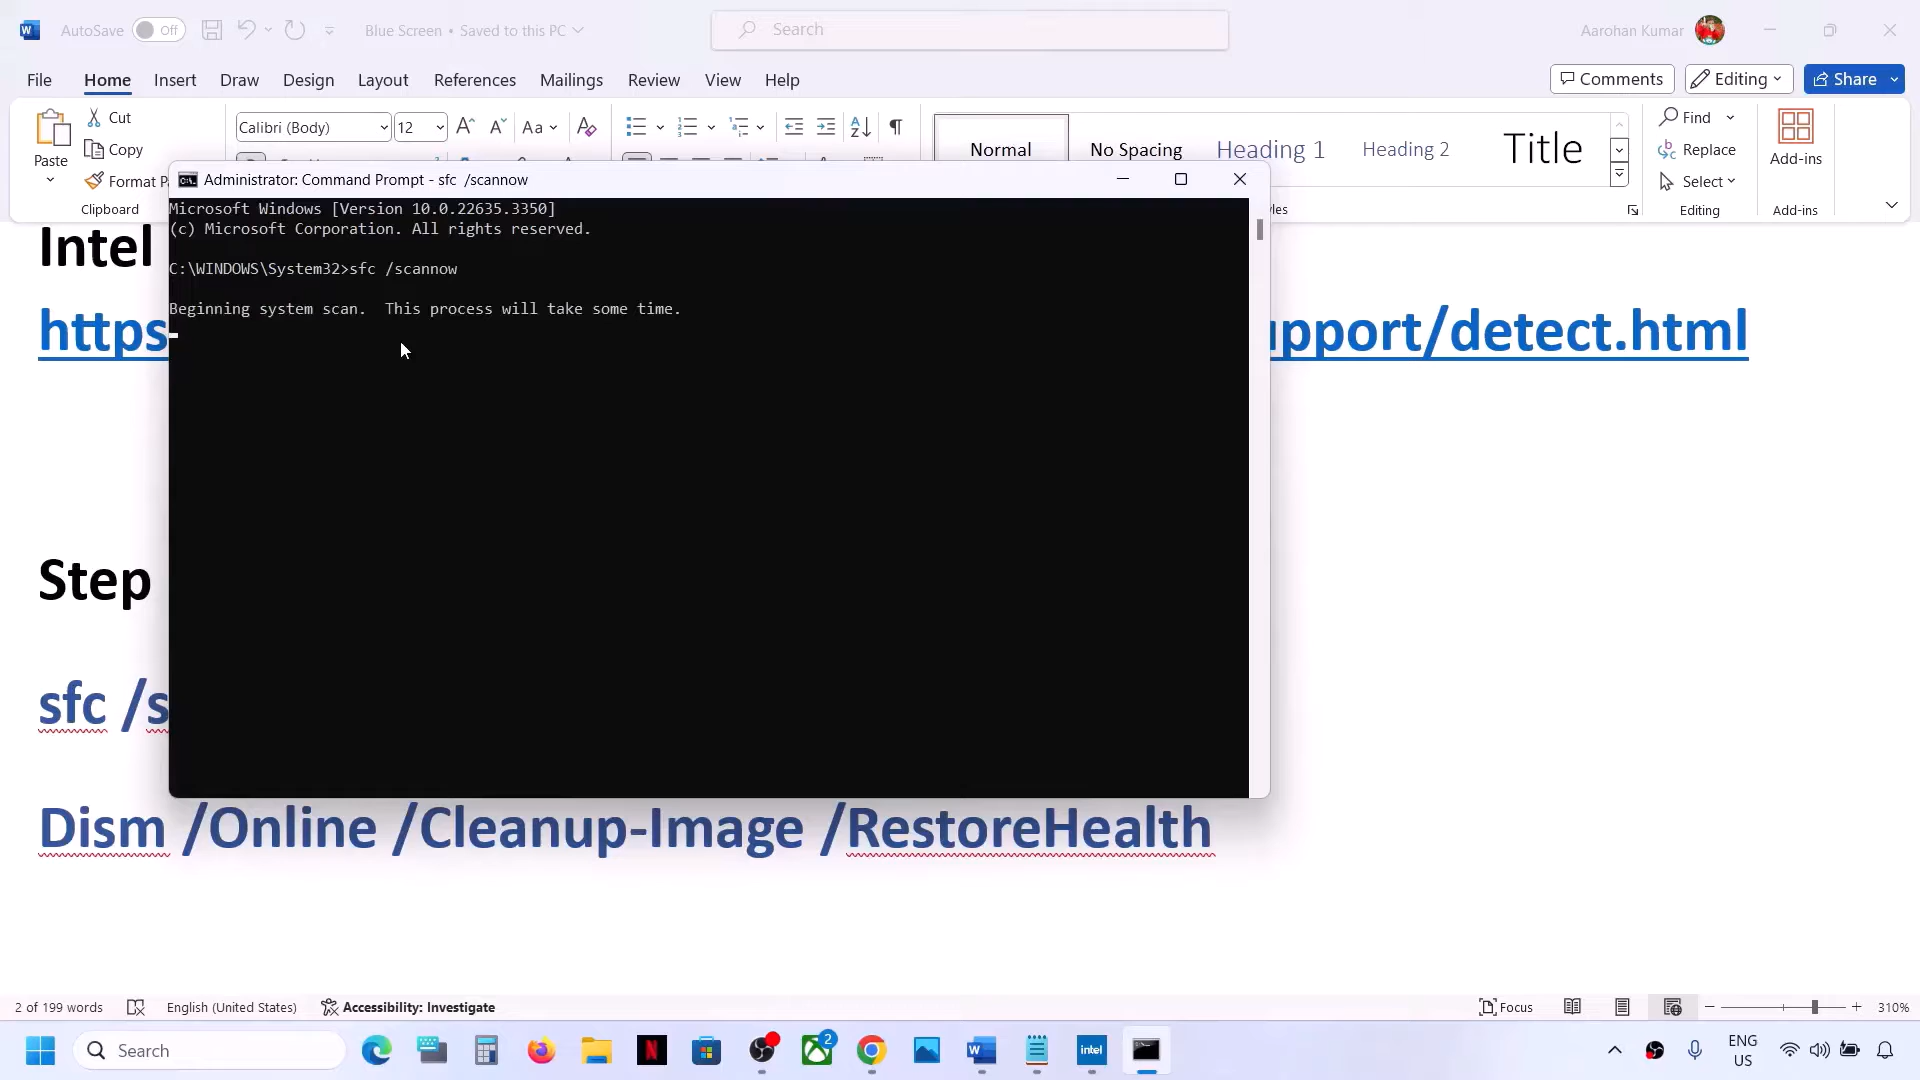 AutoSave Off Blue Screen • Saved to this PC Search Aarohan Kumar
File Home Insert Draw Design Layout References Mailings Review View Help Comments Editing Share
Paste
Cut
Copy
Format
Clipboard
Calibri (Body) 12 Aa
Normal No Spacing Heading 1 Heading 2 Title
Find
Replace
Select
Editing
Add-ins
Add-ins
Administrator: Command Prompt - sfc /scannow
Microsoft Windows [Version 10.0.22635.3350]
(c) Microsoft Corporation. All rights reserved.
C:\WINDOWS\System32>sfc /scannow
Beginning system scan. This process will take some time.
Intel
https upport/detect.html
Step
sfc /s
Dism /Online /Cleanup-Image /RestoreHealth
2 of 199 words English (United States) Accessibility: Investigate Focus 310%
Search intel 2 ENG
US